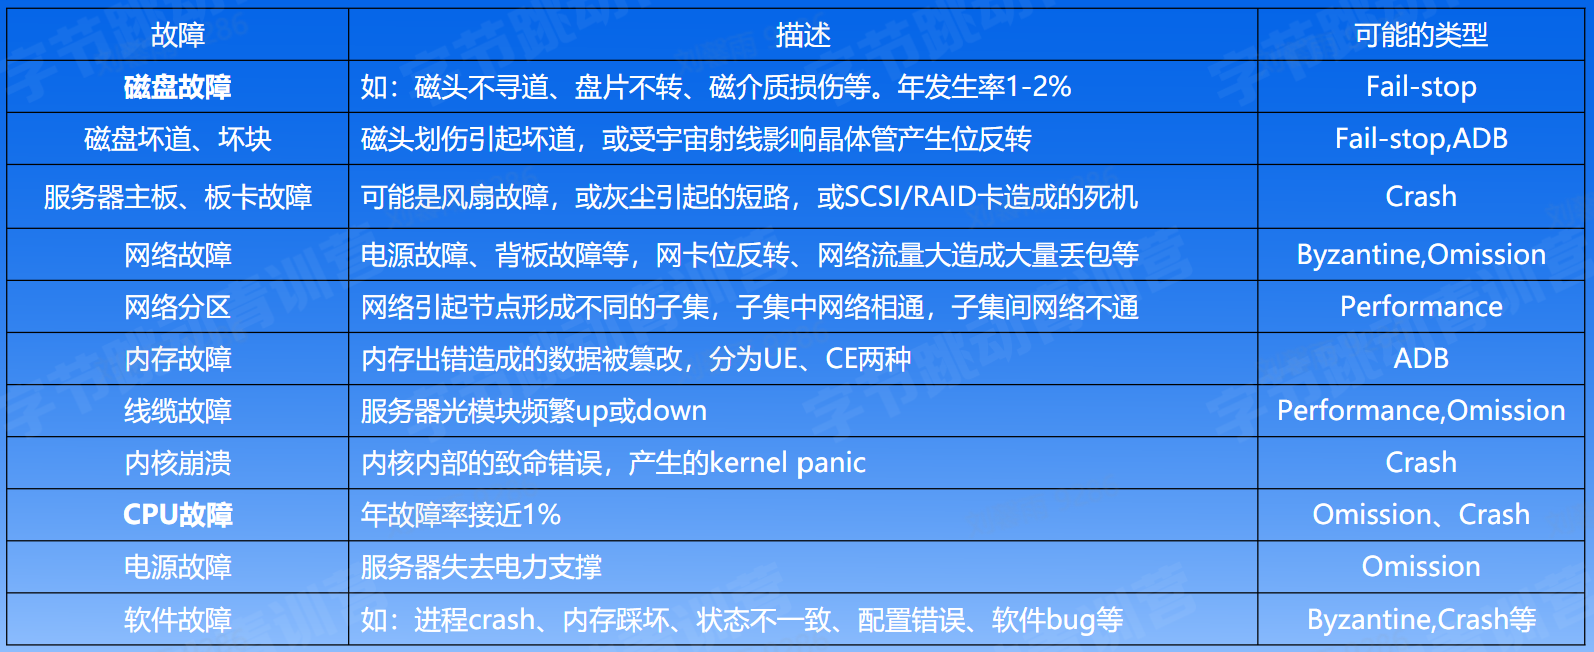 故障 描述 可能的类型
磁盘故障 如：磁头不寻道、盘片不转、磁介质损伤等。年发生率1-2% Fail-stop
磁盘坏道、坏块 磁头划伤引起坏道，或受宇宙射线影响晶体管产生位反转 Fail-stop,ADB
服务器主板、板卡故障 可能是风扇故障，或灰尘引起的短路，或SCSI/RAID卡造成的死机 Crash
网络故障 电源故障、背板故障等，网卡位反转、网络流量大造成大量丢包等 Byzantine,Omission
网络分区 网络引起节点形成不同的子集，子集中网络相通，子集间网络不通 Performance
内存故障 内存出错造成的数据被篡改，分为UE、CE两种 ADB
线缆故障 服务器光模块频繁up或down Performance,Omission
内核崩溃 内核内部的致命错误，产生的kernel panic Crash
CPU故障 年故障率接近1% Omission、Crash
电源故障 服务器失去电力支撑 Omission
软件故障 如：进程crash、内存踩坏、状态不一致、配置错误、软件bug等 Byzantine,Crash等